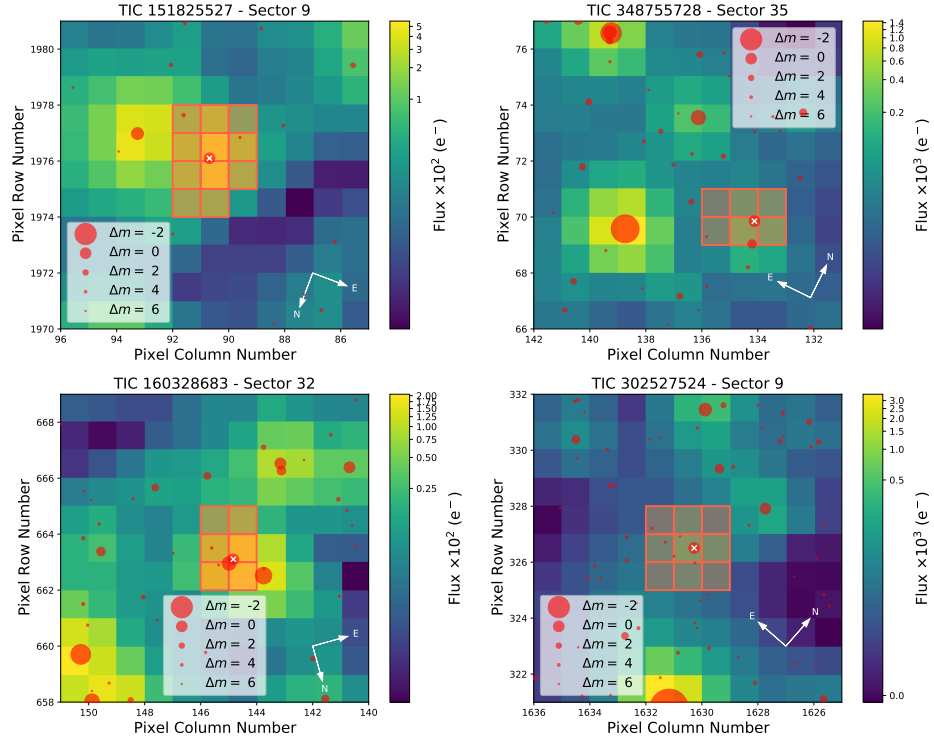 TIC 151825527 - Sector 9
Pixel Row Number
1980
1978
1976
1974
1972
1970
Δm = -2
Δm = 0
Δm = 2
Δm = 4
Δm = 6
E
N
96 94 92 90 88 86
Pixel Column Number
5
4
3
2
1
Flux ×10² (e⁻)
TIC 348755728 - Sector 35
Pixel Row Number
76
74
72
70
68
66
Δm = -2
Δm = 0
Δm = 2
Δm = 4
Δm = 6
N
E
142 140 138 136 134 132
Pixel Column Number
1.4
1.2
1.0
0.8
0.6
0.4
0.2
Flux ×10³ (e⁻)
TIC 160328683 - Sector 32
Pixel Row Number
668
666
664
662
660
658
Δm = -2
Δm = 0
Δm = 2
Δm = 4
Δm = 6
E
N
150 148 146 144 142 140
Pixel Column Number
2.00
1.75
1.50
1.25
1.00
0.75
0.50
0.25
Flux ×10² (e⁻)
TIC 302527524 - Sector 9
Pixel Row Number
332
330
328
326
324
322
Δm = -2
Δm = 0
Δm = 2
Δm = 4
Δm = 6
E
N
1636 1634 1632 1630 1628 1626
Pixel Column Number
3.0
2.5
2.0
1.5
1.0
0.5
0.0
Flux ×10³ (e⁻)